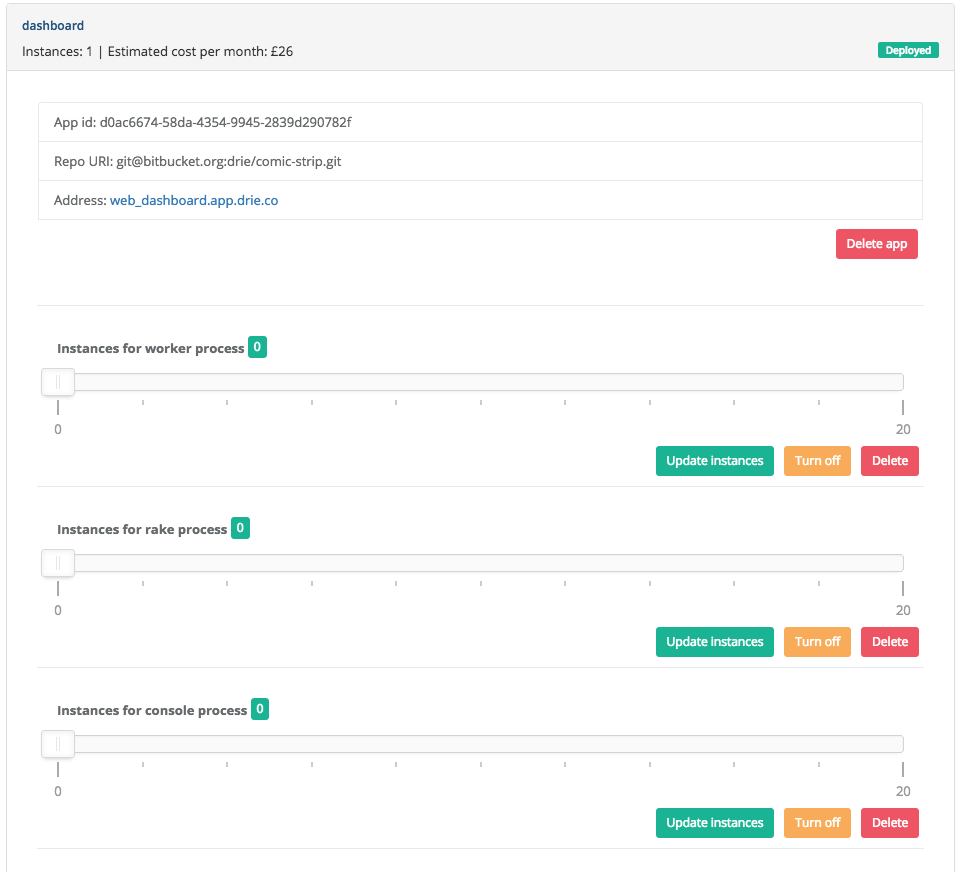 dashboard
Instances: 1 | Estimated cost per month: £26
Deployed
App id: d0ac6674-58da-4354-9945-2839d290782f
Repo URI: git@bitbucket.org:drie/comic-strip.git
Address: web_dashboard.app.drie.co
Delete app
Instances for worker process 0
0 20
Update instances Turn off Delete
Instances for rake process 0
0 20
Update instances Turn off Delete
Instances for console process 0
0 20
Update instances Turn off Delete